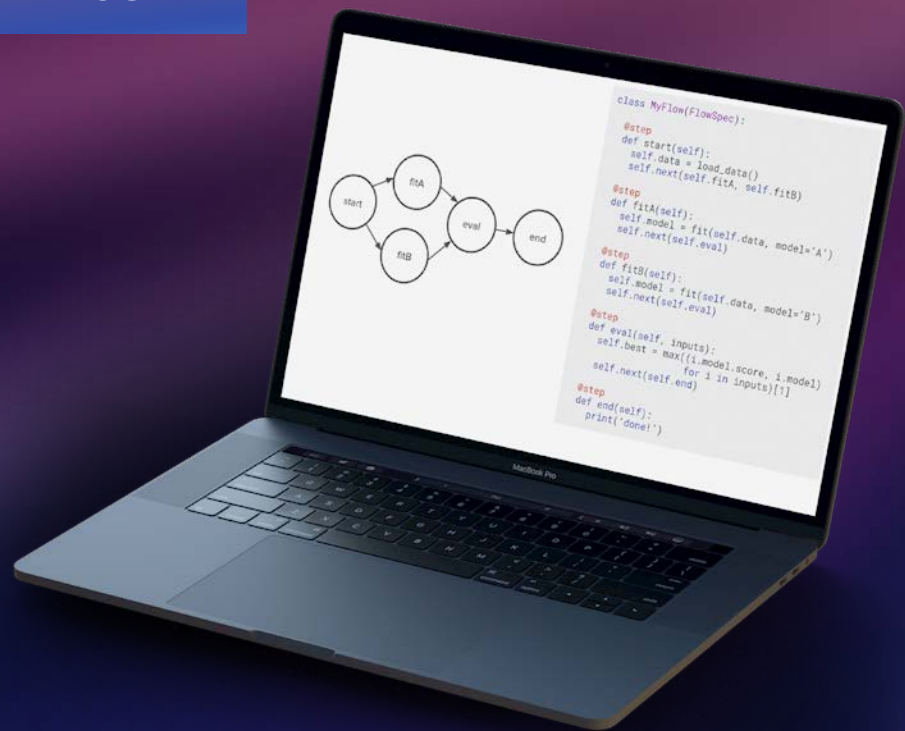 start
fitA
fitB
eval
end
class MyFlow(FlowSpec):
@step
def start(self):
self.data = load_data()
self.next(self.fitA, self.fitB)
@step
def fitA(self):
self.model = fit(self.data, model='A')
self.next(self.eval)
@step
def fitB(self):
self.model = fit(self.data, model='B')
self.next(self.eval)
@step
def eval(self, inputs):
self.best = max((i.model.score, i.model)
for i in inputs)[1]
self.next(self.end)
@step
def end(self):
print('done!')
MacBook Pro